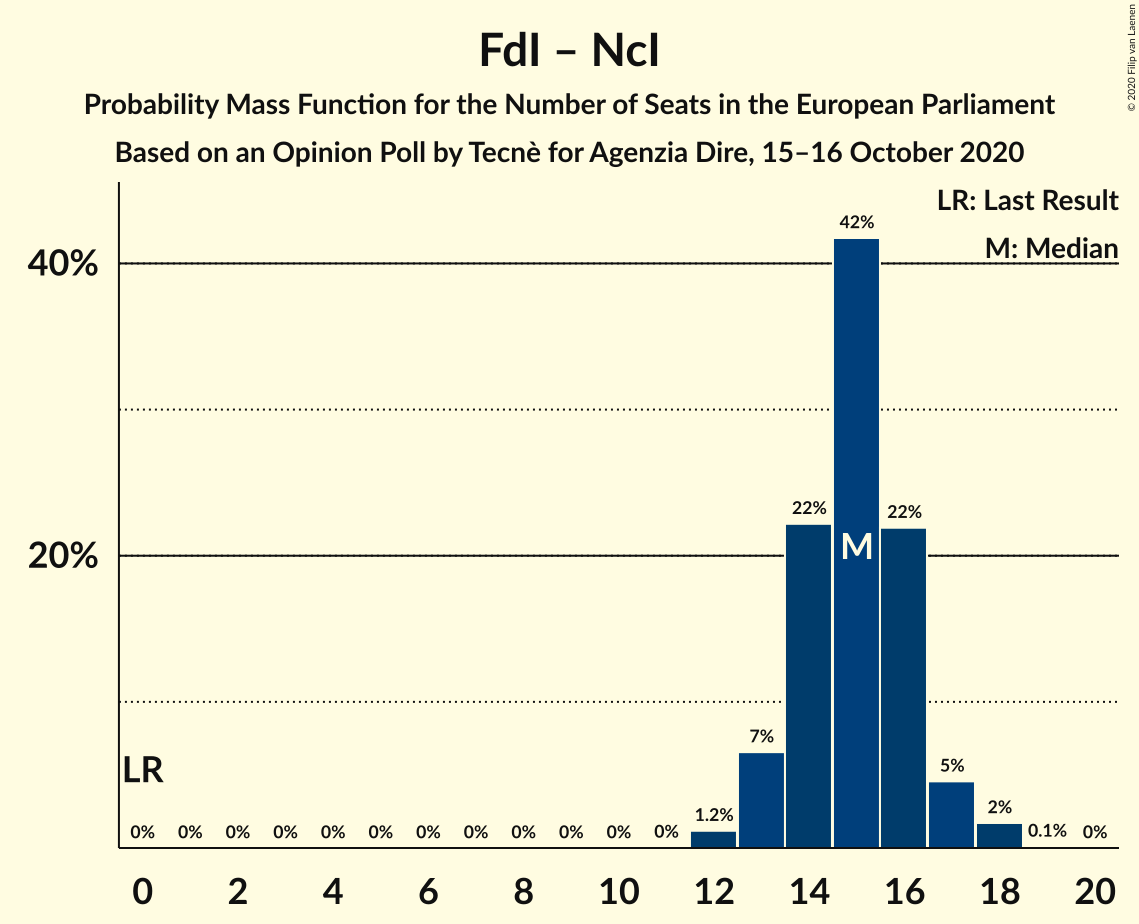 FdI – NcI
Probability Mass Function for the Number of Seats in the European Parliament
Based on an Opinion Poll by Tecnè for Agenzia Dire, 15–16 October 2020
© 2020 Filip van Laenen
LR: Last Result
M: Median
40%
20%
42%
22%
22%
M
7%
5%
LR
1.2%
2%
0% 0% 0% 0% 0% 0% 0% 0% 0% 0% 0% 0% 0.1% 0%
0 2 4 6 8 10 12 14 16 18 20